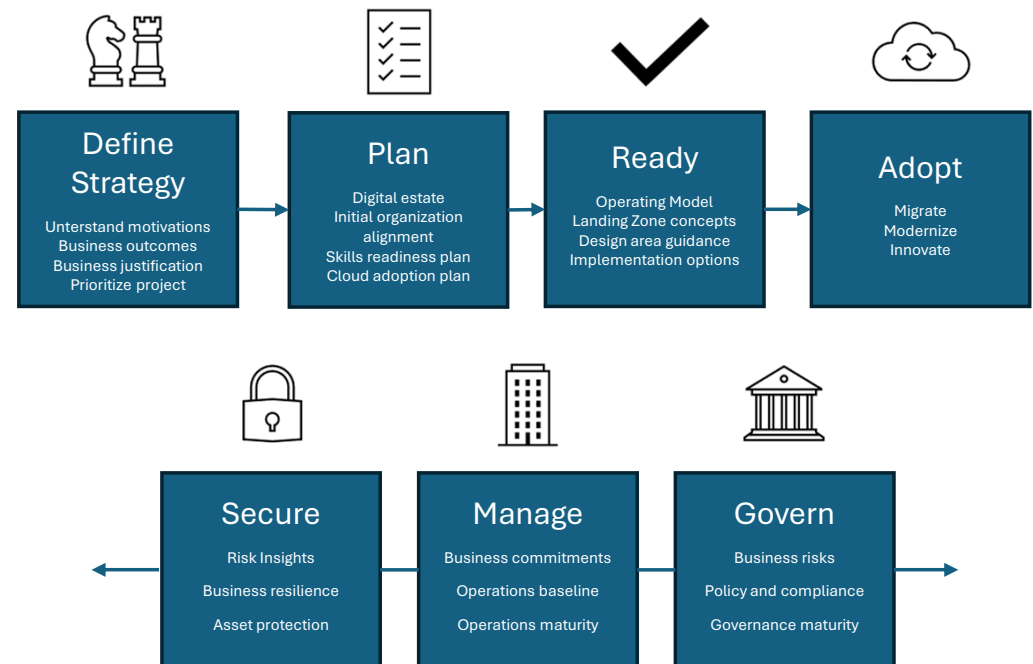 Define
Strategy
Unterstand motivations
Business outcomes
Business justification
Prioritize project
Plan
Digital estate
Initial organization
alignment
Skills readiness plan
Cloud adoption plan
Ready
Operating Model
Landing Zone concepts
Design area guidance
Implementation options
Adopt
Migrate
Modernize
Innovate
Secure
Risk Insights
Business resilience
Asset protection
Manage
Business commitments
Operations baseline
Operations maturity
Govern
Business risks
Policy and compliance
Governance maturity